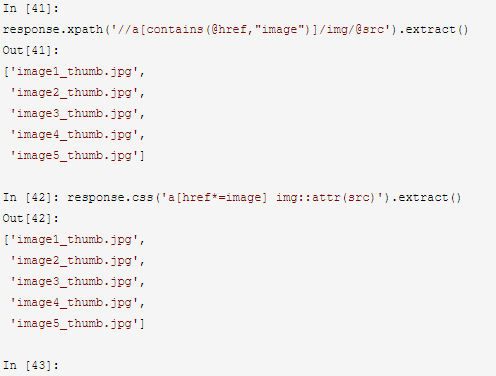 In [41]:
response.xpath('//a[contains(@href,"image")]/img/@src').extract()
Out[41]:
['image1_thumb.jpg',
 'image2_thumb.jpg',
 'image3_thumb.jpg',
 'image4_thumb.jpg',
 'image5_thumb.jpg']

In [42]: response.css('a[href*=image] img::attr(src)').extract()
Out[42]:
['image1_thumb.jpg',
 'image2_thumb.jpg',
 'image3_thumb.jpg',
 'image4_thumb.jpg',
 'image5_thumb.jpg']

In [43]: